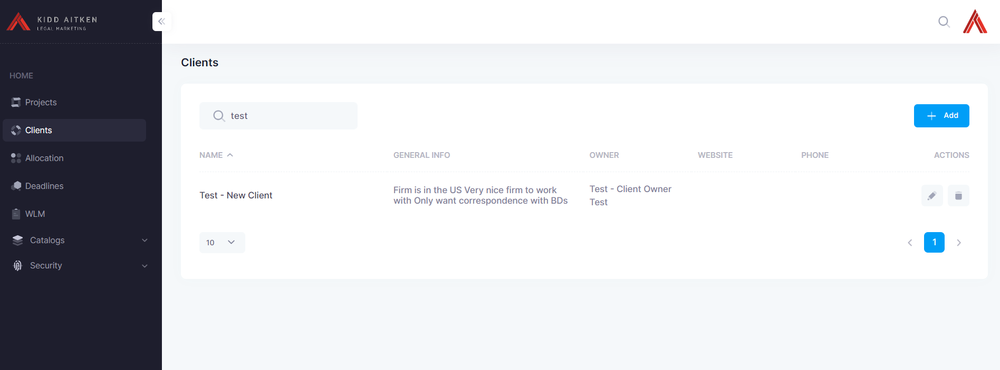 KIDD AITKEN
LEGAL MARKETING
HOME
Projects
Clients
Allocation
Deadlines
WLM
Catalogs
Security
Clients
test
Add
NAME GENERAL INFO OWNER WEBSITE PHONE ACTIONS
Test - New Client
Firm is in the US Very nice firm to work
with Only want correspondence with BDs
Test - Client Owner
Test
10
1